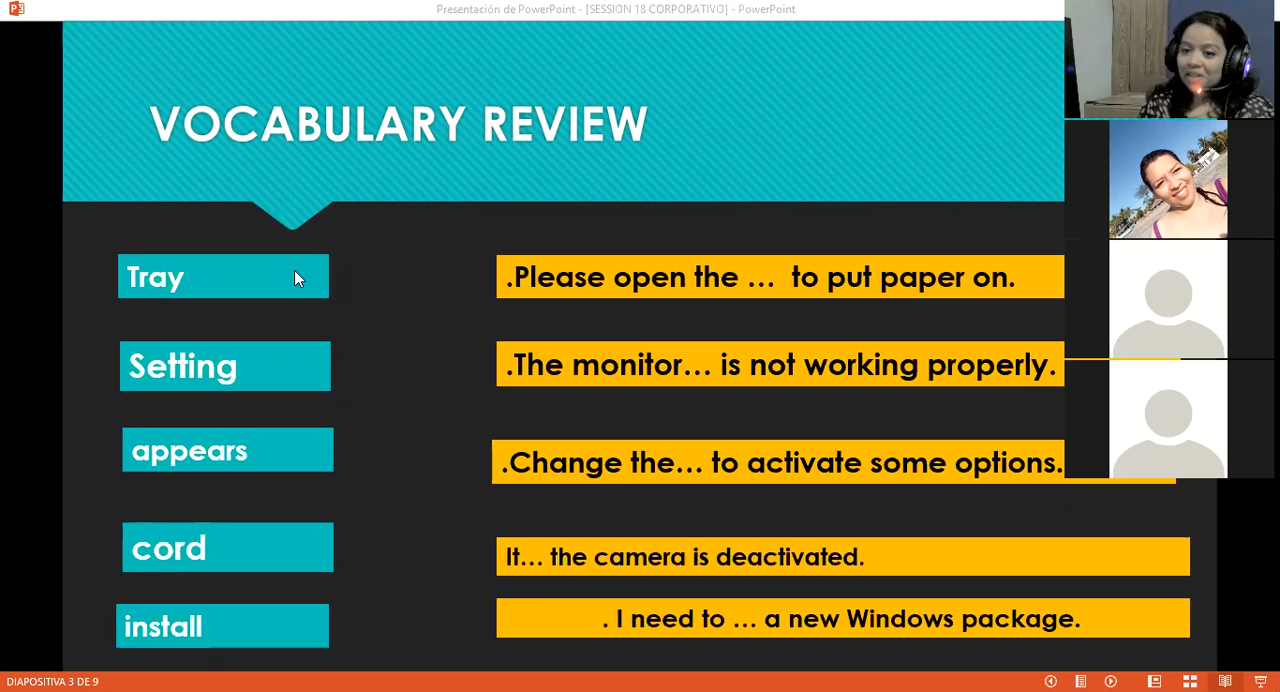 Presentación de PowerPoint - [SESSION 18 CORPORATIVO] - PowerPoint
VOCABULARY REVIEW
Tray
.Please open the … to put paper on.
Setting
.The monitor… is not working properly.
appears
.Change the… to activate some options.
cord
It… the camera is deactivated.
install
. I need to … a new Windows package.
DIAPOSITIVA 3 DE 9